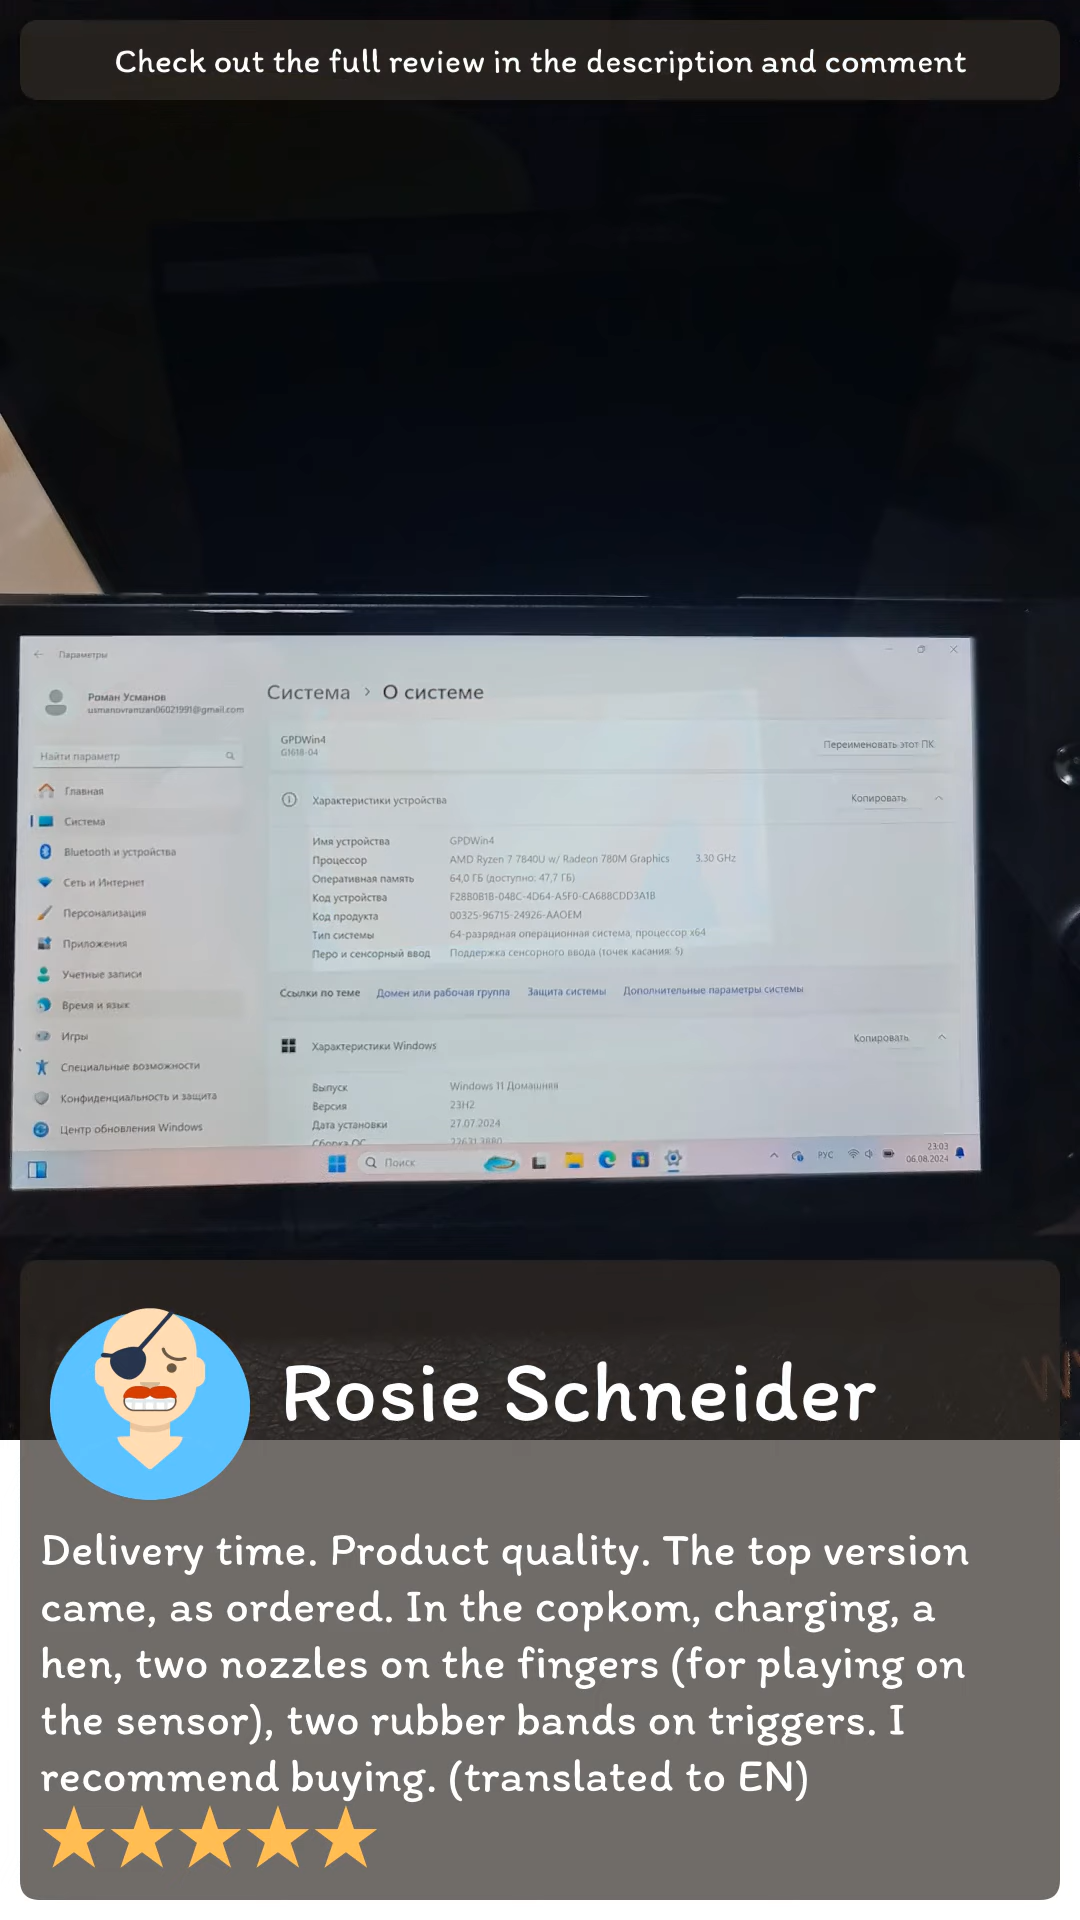 Check out the full review in the description and comment
Параметры
Роман Усманов
usmanovramzan06021991@gmail.com
Система › О системе
GPDWin4
G1618-04
Переименовать этот ПК
Найти параметр
Главная
Система
Bluetooth и устройства
Сеть и Интернет
Персонализация
Приложения
Учетные записи
Время и язык
Игры
Специальные возможности
Конфиденциальность и защита
Центр обновления Windows
Характеристики устройства
Копировать
Имя устройства GPDWin4
Процессор AMD Ryzen 7 7840U w/ Radeon 780M Graphics 3.30 GHz
Оперативная память 64,0 ГБ (доступно: 47,7 ГБ)
Код устройства F28B0B1B-048C-4D64-A5F0-CA688CDD3A1B
Код продукта 00325-96715-24926-AAOEM
Тип системы 64-разрядная операционная система, процессор x64
Перо и сенсорный ввод Поддержка сенсорного ввода (точек касания: 5)
Ссылки по теме Домен или рабочая группа Защита системы Дополнительные параметры системы
Характеристики Windows
Копировать
Выпуск Windows 11 Домашняя
Версия 23H2
Дата установки 27.07.2024
Сборка ОС 22631.3880
Поиск
РУС
23:03
06.08.2024
Rosie Schneider
Delivery time. Product quality. The top version
came, as ordered. In the copkom, charging, a
hen, two nozzles on the fingers (for playing on
the sensor), two rubber bands on triggers. I
recommend buying. (translated to EN)